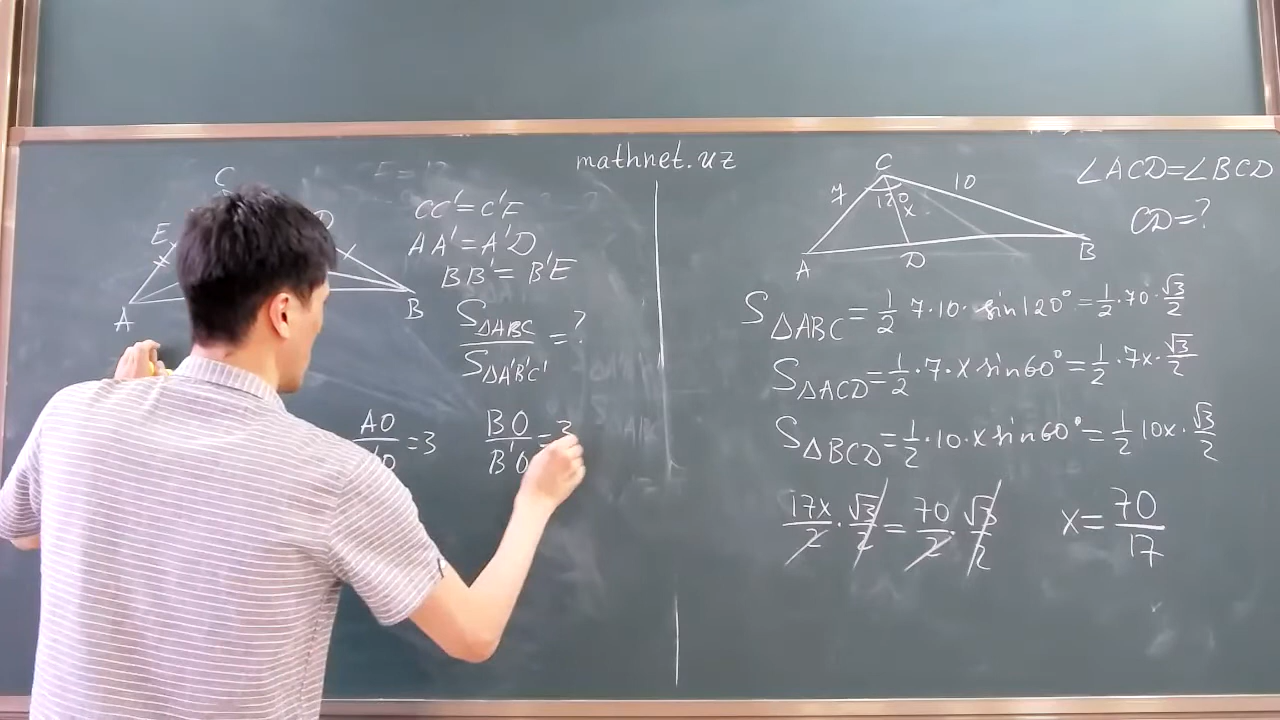 mathnet.uz
C
E
A
B
CC'=C'F
AA'=A'D
BB'=B'E
S△ABC/S△A'B'C'=?
AO
=3
BO
B'O
=3
C
7
10
120
x
A
D
B
∠ACD=∠BCD
CD=?
S△ABC=1/2 7·10·sin120°=1/2·70·√3/2
S△ACD=1/2·7·x sin60°=1/2·7x·√3/2
S△BCD=1/2·10·x sin60°=1/2 10x·√3/2
17x/2·√3/2=70/2·√3/2
x=70/17